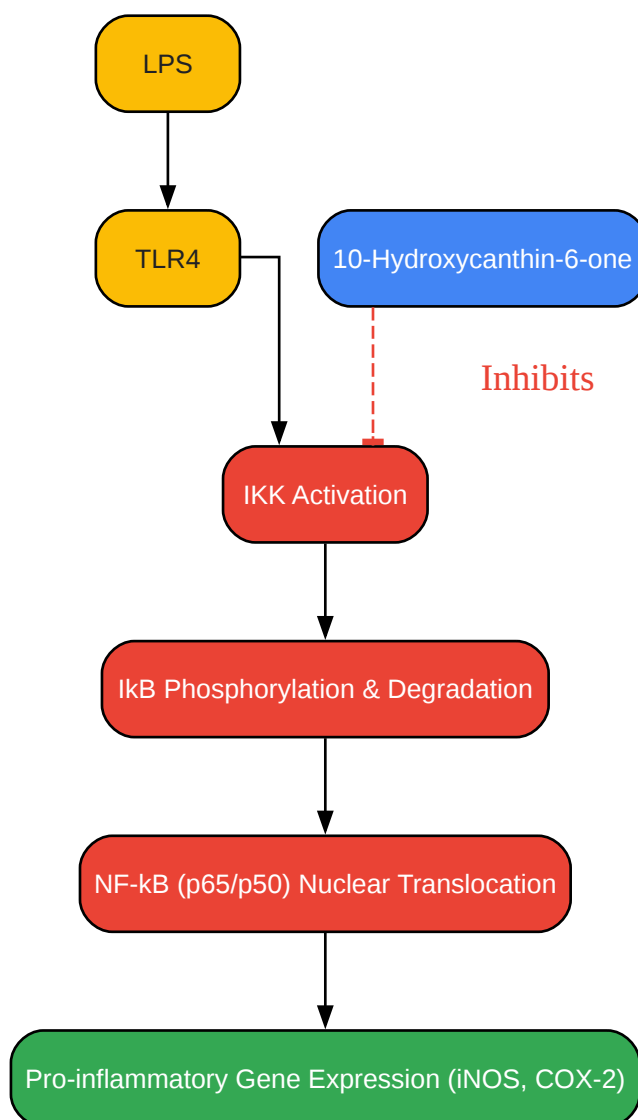 LPS
TLR4
10-Hydroxycanthin-6-one
Inhibits
IKK Activation
IkB Phosphorylation & Degradation
NF-kB (p65/p50) Nuclear Translocation
Pro-inflammatory Gene Expression (iNOS, COX-2)